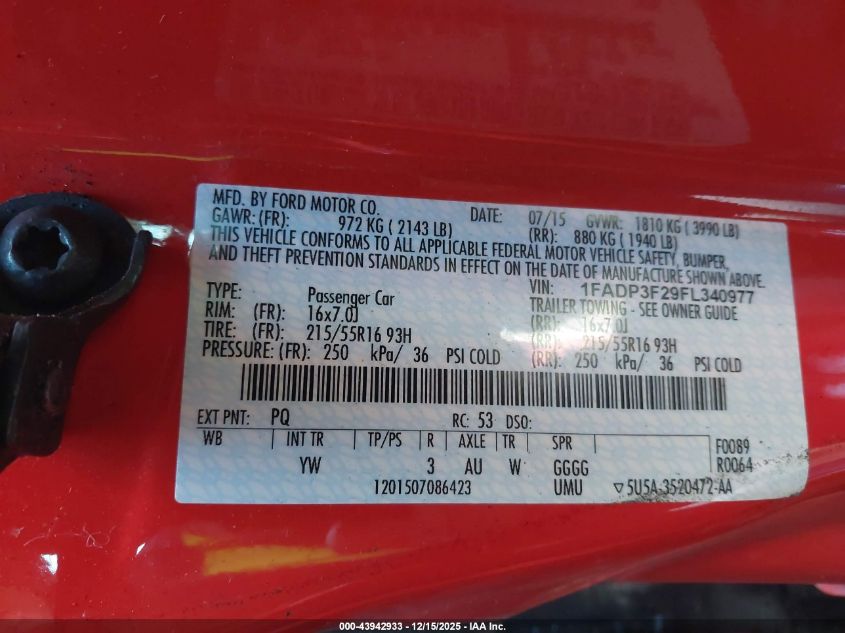 MFD. BY FORD MOTOR CO. DATE: 07/15 GVWR: 1810 KG ( 3990 LB)
GAWR: (FR): 972 KG ( 2143 LB) (RR): 880 KG ( 1940 LB)
THIS VEHICLE CONFORMS TO ALL APPLICABLE FEDERAL MOTOR VEHICLE SAFETY, BUMPER,
AND THEFT PREVENTION STANDARDS IN EFFECT ON THE DATE OF MANUFACTURE SHOWN ABOVE.
VIN: 1FADP3F29FL340977
TYPE: Passenger Car TRAILER TOWING - SEE OWNER GUIDE
RIM: (FR): 16x7.0J (RR): 16x7.0J
TIRE: (FR): 215/55R16 93H (RR): 215/55R16 93H
PRESSURE: (FR): 250 kPa/ 36 PSI COLD (RR): 250 kPa/ 36 PSI COLD
EXT PNT: PQ RC: 53 DSO:
WB INT TR TP/PS R AXLE TR SPR F0089
YW 3 AU W GGGG R0064
1201507086423 UMU ▽5U5A-3520472-AA
000-43942933 - 12/15/2025 - IAA Inc.